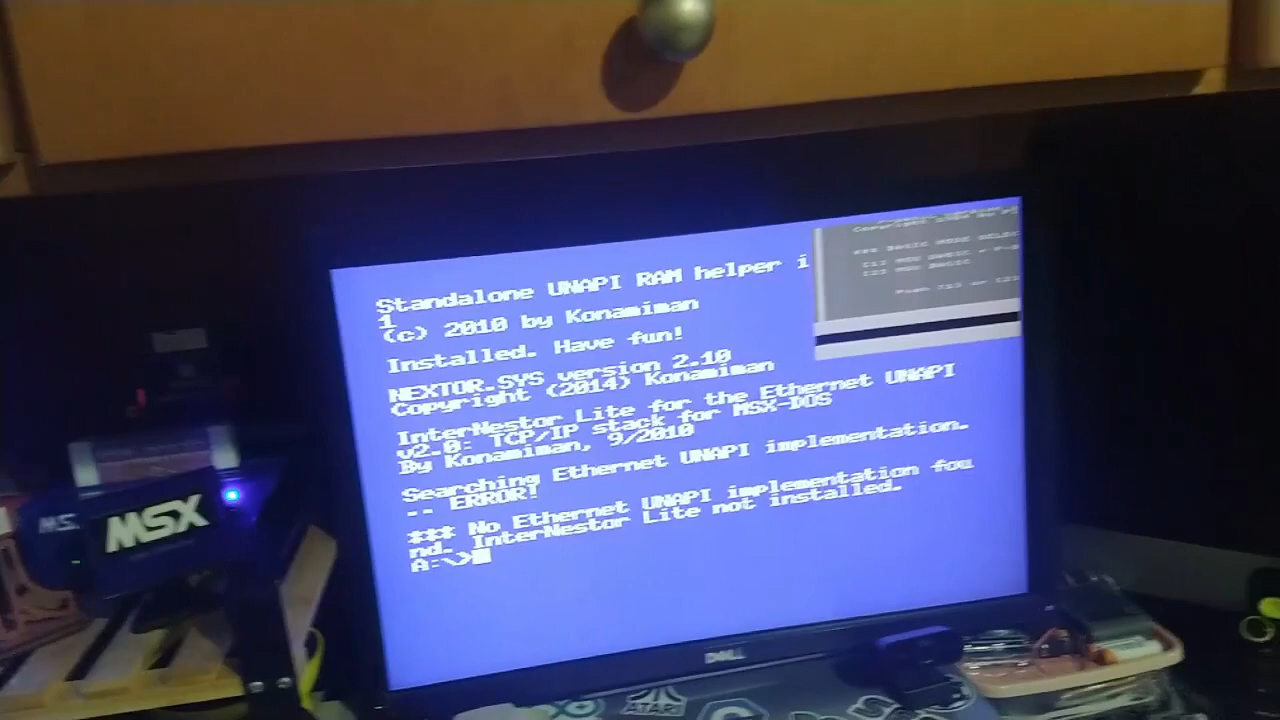 Standalone UNAPI RAM helper i
1
(c) 2010 by Konamiman
Installed. Have fun!
NEXTOR.SYS version 2.10
Copyright (2014) Konamiman
InterNestor Lite for the Ethernet UNAPI
v2.0: TCP/IP stack for MSX-DOS
By Konamiman, 9/2010
Searching Ethernet UNAPI implementation.
-- ERROR!
*** No Ethernet UNAPI implementation fou
nd. InterNestor Lite not installed.
A:\>
MSX
DELL
ATARI